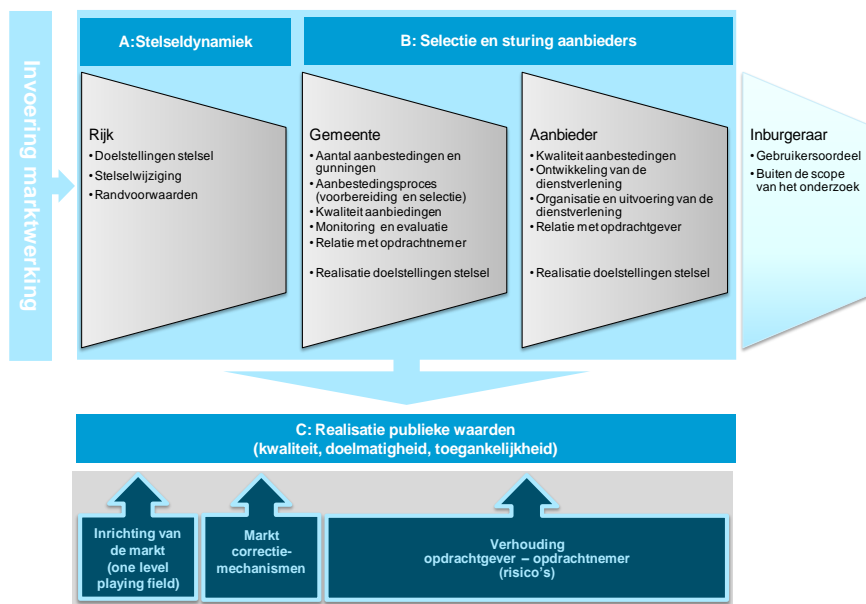 Invoering marktwerking
A:Stelseldynamiek
B: Selectie en sturing aanbieders
Rijk
• Doelstellingen stelsel
• Stelselwijziging
• Randvoorwaarden
Gemeente
• Aantal aanbestedingen en
gunningen
• Aanbestedingsproces
(voorbereiding en selectie)
• Kwaliteit aanbiedingen
• Monitoring en evaluatie
• Relatie met opdrachtnemer
• Realisatie doelstellingen stelsel
Aanbieder
• Kwaliteit aanbestedingen
• Ontwikkeling van de
dienstverlening
• Organisatie en uitvoering van de
dienstverlening
• Relatie met opdrachtgever
• Realisatie doelstellingen stelsel
Inburgeraar
• Gebruikersoordeel
• Buiten de scope
van het onderzoek
C: Realisatie publieke waarden
(kwaliteit, doelmatigheid, toegankelijkheid)
Inrichting van
de markt
(one level
playing field)
Markt
correctie-
mechanismen
Verhouding
opdrachtgever – opdrachtnemer
(risico's)